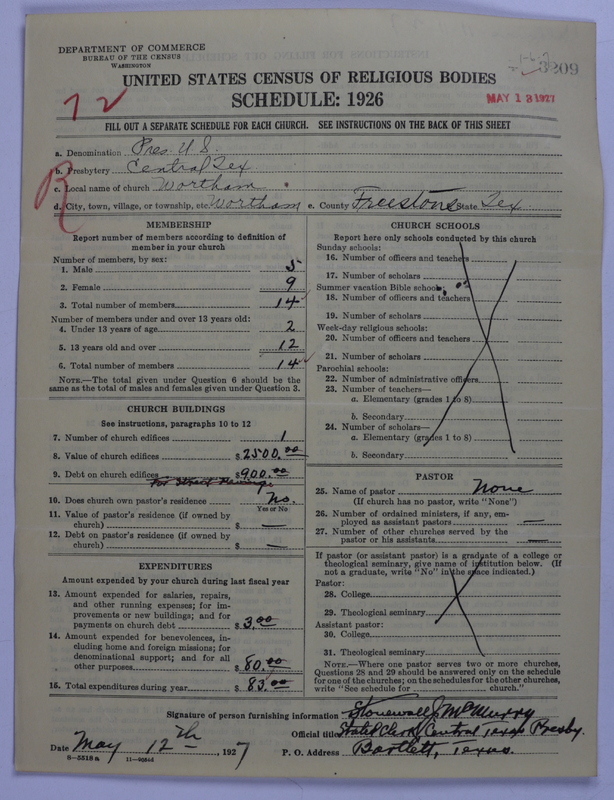 DEPARTMENT OF COMMERCE
BUREAU OF THE CENSUS
WASHINGTON
3209
UNITED STATES CENSUS OF RELIGIOUS BODIES
72
SCHEDULE: 1926
MAY 13 1927
FILL OUT A SEPARATE SCHEDULE FOR EACH CHURCH. SEE INSTRUCTIONS ON THE BACK OF THIS SHEET
R
a. Denomination Pres. U.S.
b. Presbytery Central Tex
c. Local name of church Wortham
d. City, town, village, or township, etc. Wortham e. County Freestone State Tex
MEMBERSHIP
Report number of members according to definition of
member in your church
Number of members, by sex:
1. Male 5
2. Female 9
3. Total number of members 14
Number of members under and over 13 years old:
4. Under 13 years of age 2
5. 13 years old and over 12
6. Total number of members 14
NOTE.—The total given under Question 6 should be the
same as the total of males and females given under Question 3.
CHURCH BUILDINGS
See instructions, paragraphs 10 to 12
7. Number of church edifices 1
8. Value of church edifices $2500.00
9. Debt on church edifices $900.00
For Street Paving
10. Does church own pastor's residence No.
Yes or No
11. Value of pastor's residence (if owned by
church) $ —
12. Debt on pastor's residence (if owned by
church) $ —
EXPENDITURES
Amount expended by your church during last fiscal year
13. Amount expended for salaries, repairs,
and other running expenses; for im-
provements or new buildings; and for
payments on church debt $3.00
14. Amount expended for benevolences, in-
cluding home and foreign missions; for
denominational support; and for all
other purposes $80.00
15. Total expenditures during year $83.00
CHURCH SCHOOLS
Report here only schools conducted by this church
Sunday schools:
16. Number of officers and teachers
17. Number of scholars
Summer vacation Bible schools:
18. Number of officers and teachers
19. Number of scholars
Week-day religious schools:
20. Number of officers and teachers
21. Number of scholars
Parochial schools:
22. Number of administrative officers
23. Number of teachers—
a. Elementary (grades 1 to 8)
b. Secondary
24. Number of scholars—
a. Elementary (grades 1 to 8)
b. Secondary
PASTOR
25. Name of pastor None
(If church has no pastor, write "None")
26. Number of ordained ministers, if any, em-
ployed as assistant pastors —
27. Number of other churches served by the
pastor or his assistants —
If pastor (or assistant pastor) is a graduate of a college or
theological seminary, give name of institution below. (If
not a graduate, write "No" in the space indicated.)
Pastor:
28. College
29. Theological seminary
Assistant pastor:
30. College
31. Theological seminary
NOTE.—Where one pastor serves two or more churches,
Questions 28 and 29 should be answered only on the schedule
for one of the churches; on the schedules for the other churches,
write "See schedule for church."
Signature of person furnishing information Stonewall J. McMurry
Official title Stated Clerk, Central Texas Presby.
Date May 12th, 1927 P. O. Address Bartlett, Texas.
8—5518 a